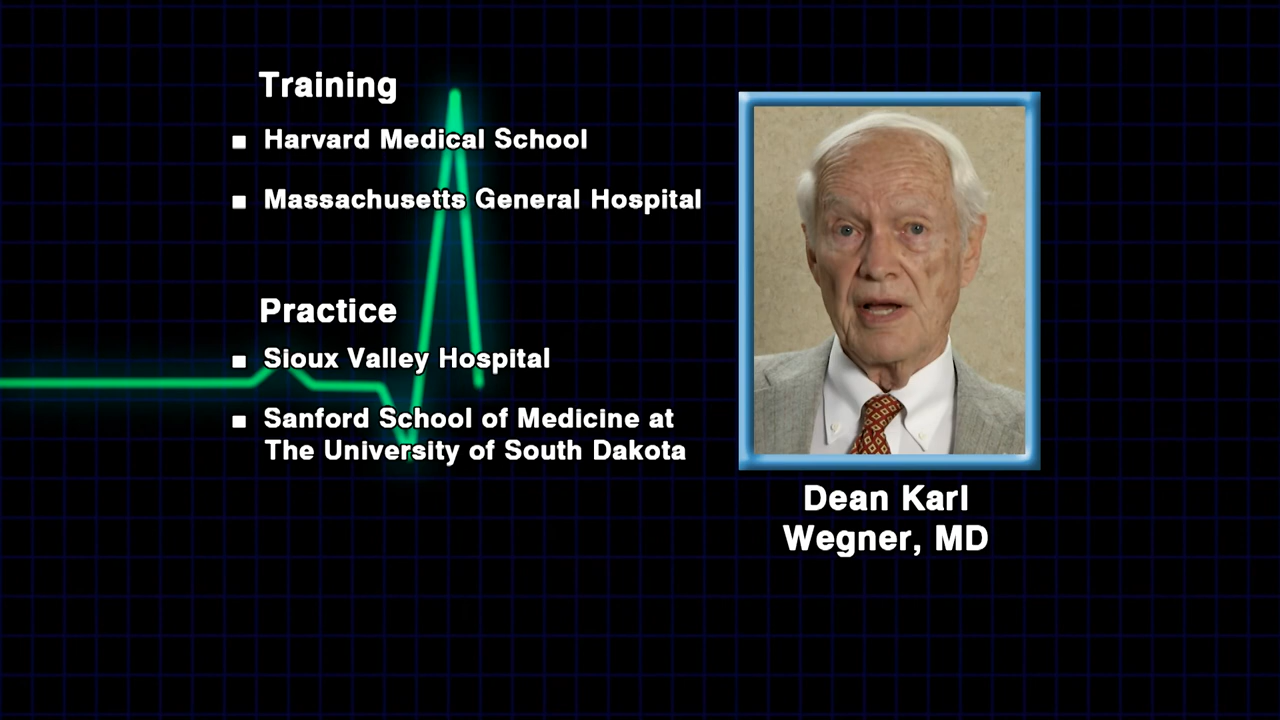 Training
Harvard Medical School
Massachusetts General Hospital
Practice
Sioux Valley Hospital
Sanford School of Medicine at
The University of South Dakota
Dean Karl
Wegner, MD